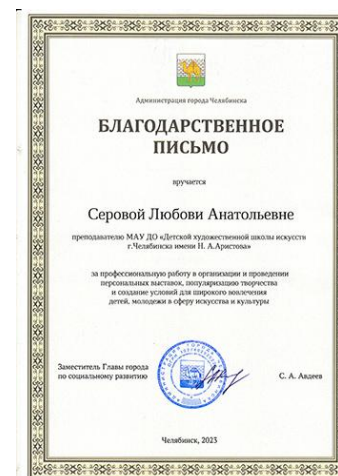 Администрация города Челябинска
БЛАГОДАРСТВЕННОЕ
ПИСЬМО
вручается
Серовой Любови Анатольевне
преподавателю МАУ ДО «Детской художественной школы искусств
г.Челябинска имени Н. А.Аристова»
за профессиональную работу в организации и проведении
персональных выставок, популяризацию творчества
и создание условий для широкого вовлечения
детей, молодежи в сферу искусства и культуры
Заместитель Главы города
по социальному развитию
С. А. Авдеев
Челябинск, 2023